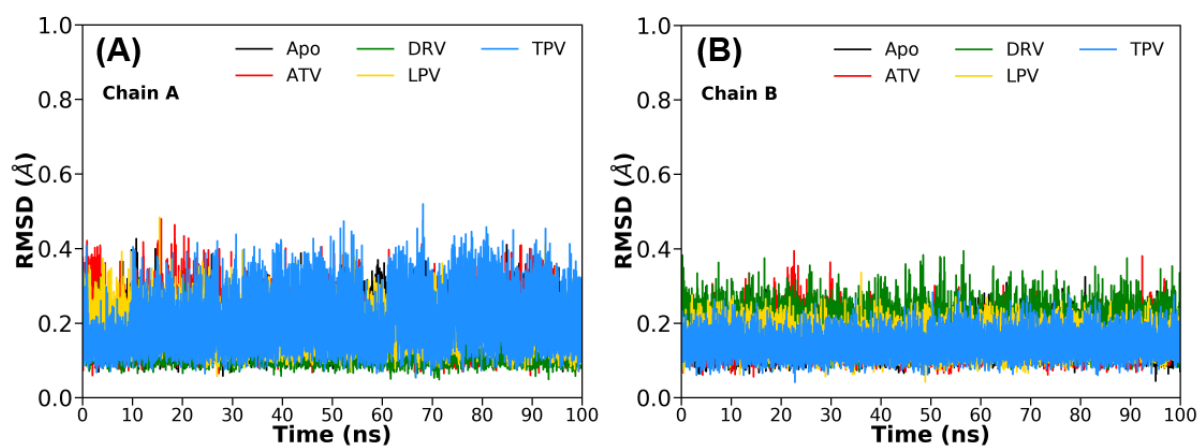 (A)
Apo DRV TPV
ATV LPV
Chain A
RMSD (Å)
1.0
0.8
0.6
0.4
0.2
0.0
0 10 20 30 40 50 60 70 80 90 100
Time (ns)
(B)
Apo DRV TPV
ATV LPV
Chain B
RMSD (Å)
1.0
0.8
0.6
0.4
0.2
0.0
0 10 20 30 40 50 60 70 80 90 100
Time (ns)